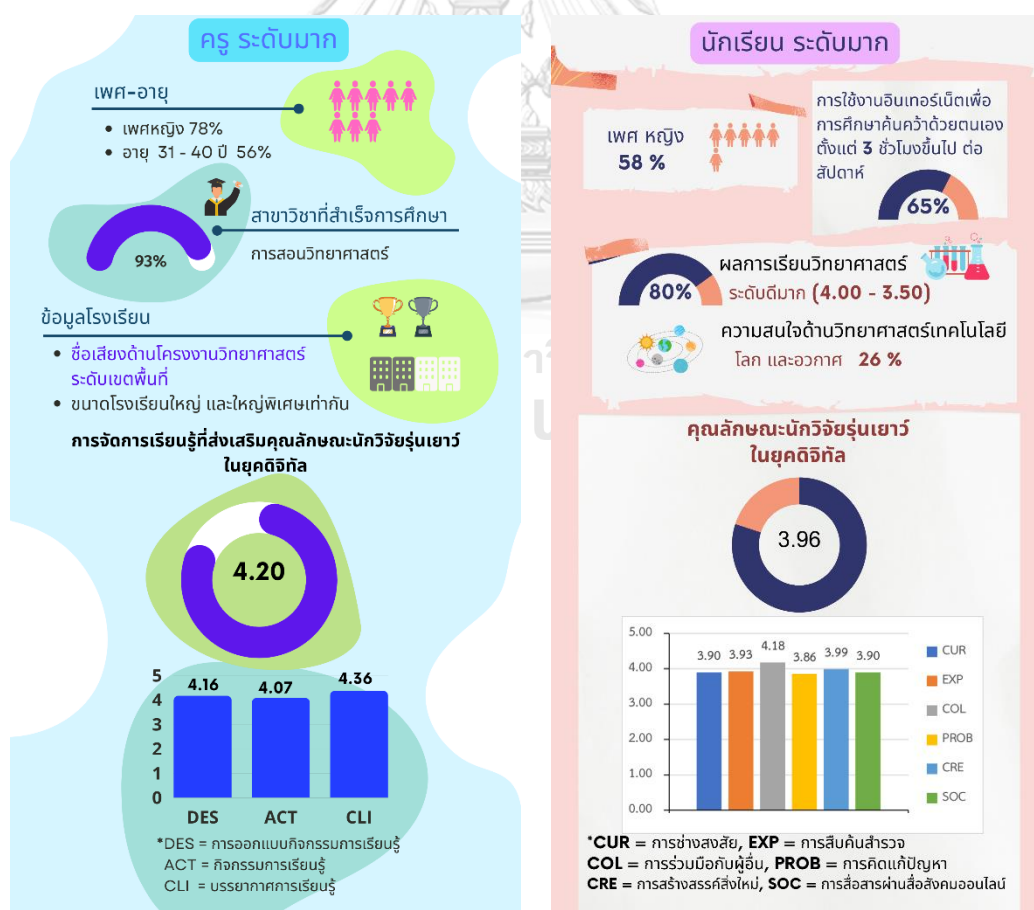 ครู ระดับมาก
เพศ-อายุ
• เพศหญิง 78%
• อายุ 31 - 40 ปี 56%
สาขาวิชาที่สำเร็จการศึกษา
93%
การสอนวิทยาศาสตร์
ข้อมูลโรงเรียน
• ชื่อเสียงด้านโครงงานวิทยาศาสตร์
ระดับเขตพื้นที่
• ขนาดโรงเรียนใหญ่ และใหญ่พิเศษเท่ากัน
การจัดการเรียนรู้ที่ส่งเสริมคุณลักษณะนักวิจัยรุ่นเยาว์
ในยุคดิจิทัล
4.20
5
4
3
2
1
0
4.16 4.07 4.36
DES ACT CLI
*DES = การออกแบบกิจกรรมการเรียนรู้
ACT = กิจกรรมการเรียนรู้
CLI = บรรยากาศการเรียนรู้
นักเรียน ระดับมาก
เพศ หญิง
58 %
การใช้งานอินเทอร์เน็ตเพื่อ
การศึกษาค้นคว้าด้วยตนเอง
ตั้งแต่ 3 ชั่วโมงขึ้นไป ต่อ
สัปดาห์
65%
80%
ผลการเรียนวิทยาศาสตร์
ระดับดีมาก (4.00 - 3.50)
ความสนใจด้านวิทยาศาสตร์เทคโนโลยี
โลก และอวกาศ 26 %
คุณลักษณะนักวิจัยรุ่นเยาว์
ในยุคดิจิทัล
3.96
5.00
4.00
3.00
2.00
1.00
0.00
3.90 3.93 4.18 3.86 3.99 3.90
CUR
EXP
COL
PROB
CRE
SOC
*CUR = การช่างสงสัย, EXP = การสืบค้นสำรวจ
COL = การร่วมมือกับผู้อื่น, PROB = การคิดแก้ปัญหา
CRE = การสร้างสรรค์สิ่งใหม่, SOC = การสื่อสารผ่านสื่อสังคมออนไลน์